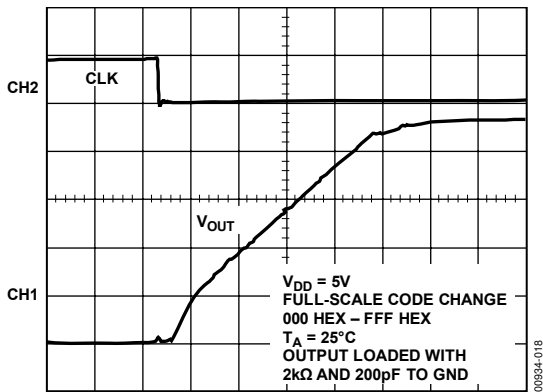 CLK
CH2
V_OUT
CH1
V_DD = 5V
FULL-SCALE CODE CHANGE
000 HEX – FFF HEX
T_A = 25°C
OUTPUT LOADED WITH
2kΩ AND 200pF TO GND
00934-018